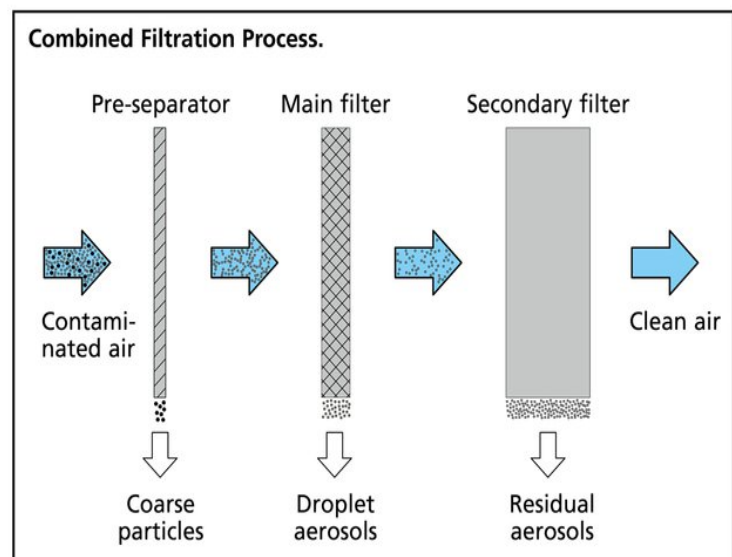 Combined Filtration Process.
Pre-separator
Main filter
Secondary filter
Contami-
nated air
Clean air
Coarse
particles
Droplet
aerosols
Residual
aerosols